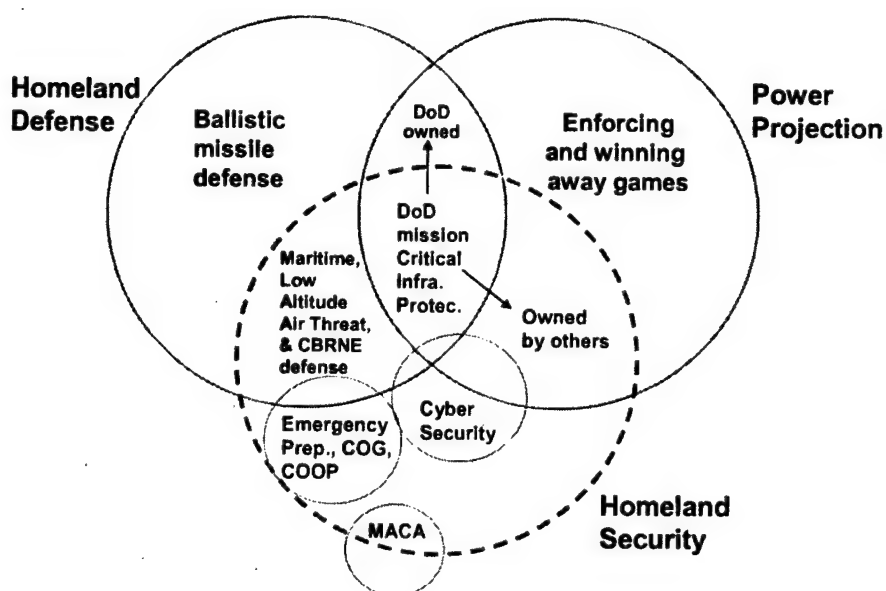 Homeland
Defense
Power
Projection
Ballistic
missile
defense
DoD
owned
Enforcing
and winning
away games
DoD
mission
Critical
Infra.
Protec.
Maritime,
Low
Altitude
Air Threat,
& CBRNE
defense
Owned
by others
Cyber
Security
Emergency
Prep., COG,
COOP
MACA
Homeland
Security